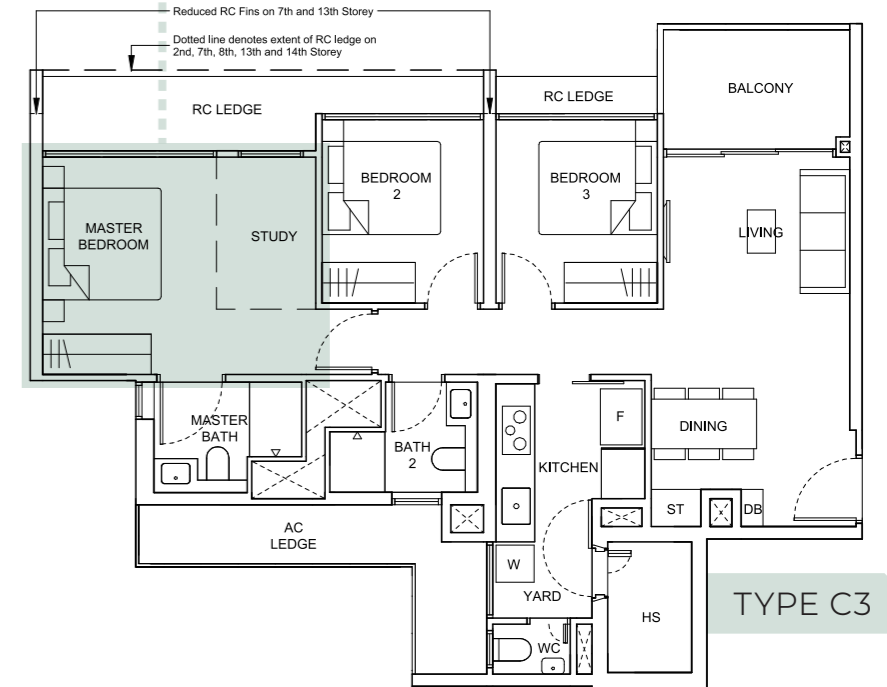 Reduced RC Fins on 7th and 13th Storey
Dotted line denotes extent of RC ledge on
2nd, 7th, 8th, 13th and 14th Storey
RC LEDGE
RC LEDGE
BALCONY
BEDROOM
2
BEDROOM
3
MASTER
BEDROOM
STUDY
LIVING
MASTER
BATH
BATH
2
F
DINING
KITCHEN
ST
DB
AC
LEDGE
W
YARD
HS
WC
TYPE C3